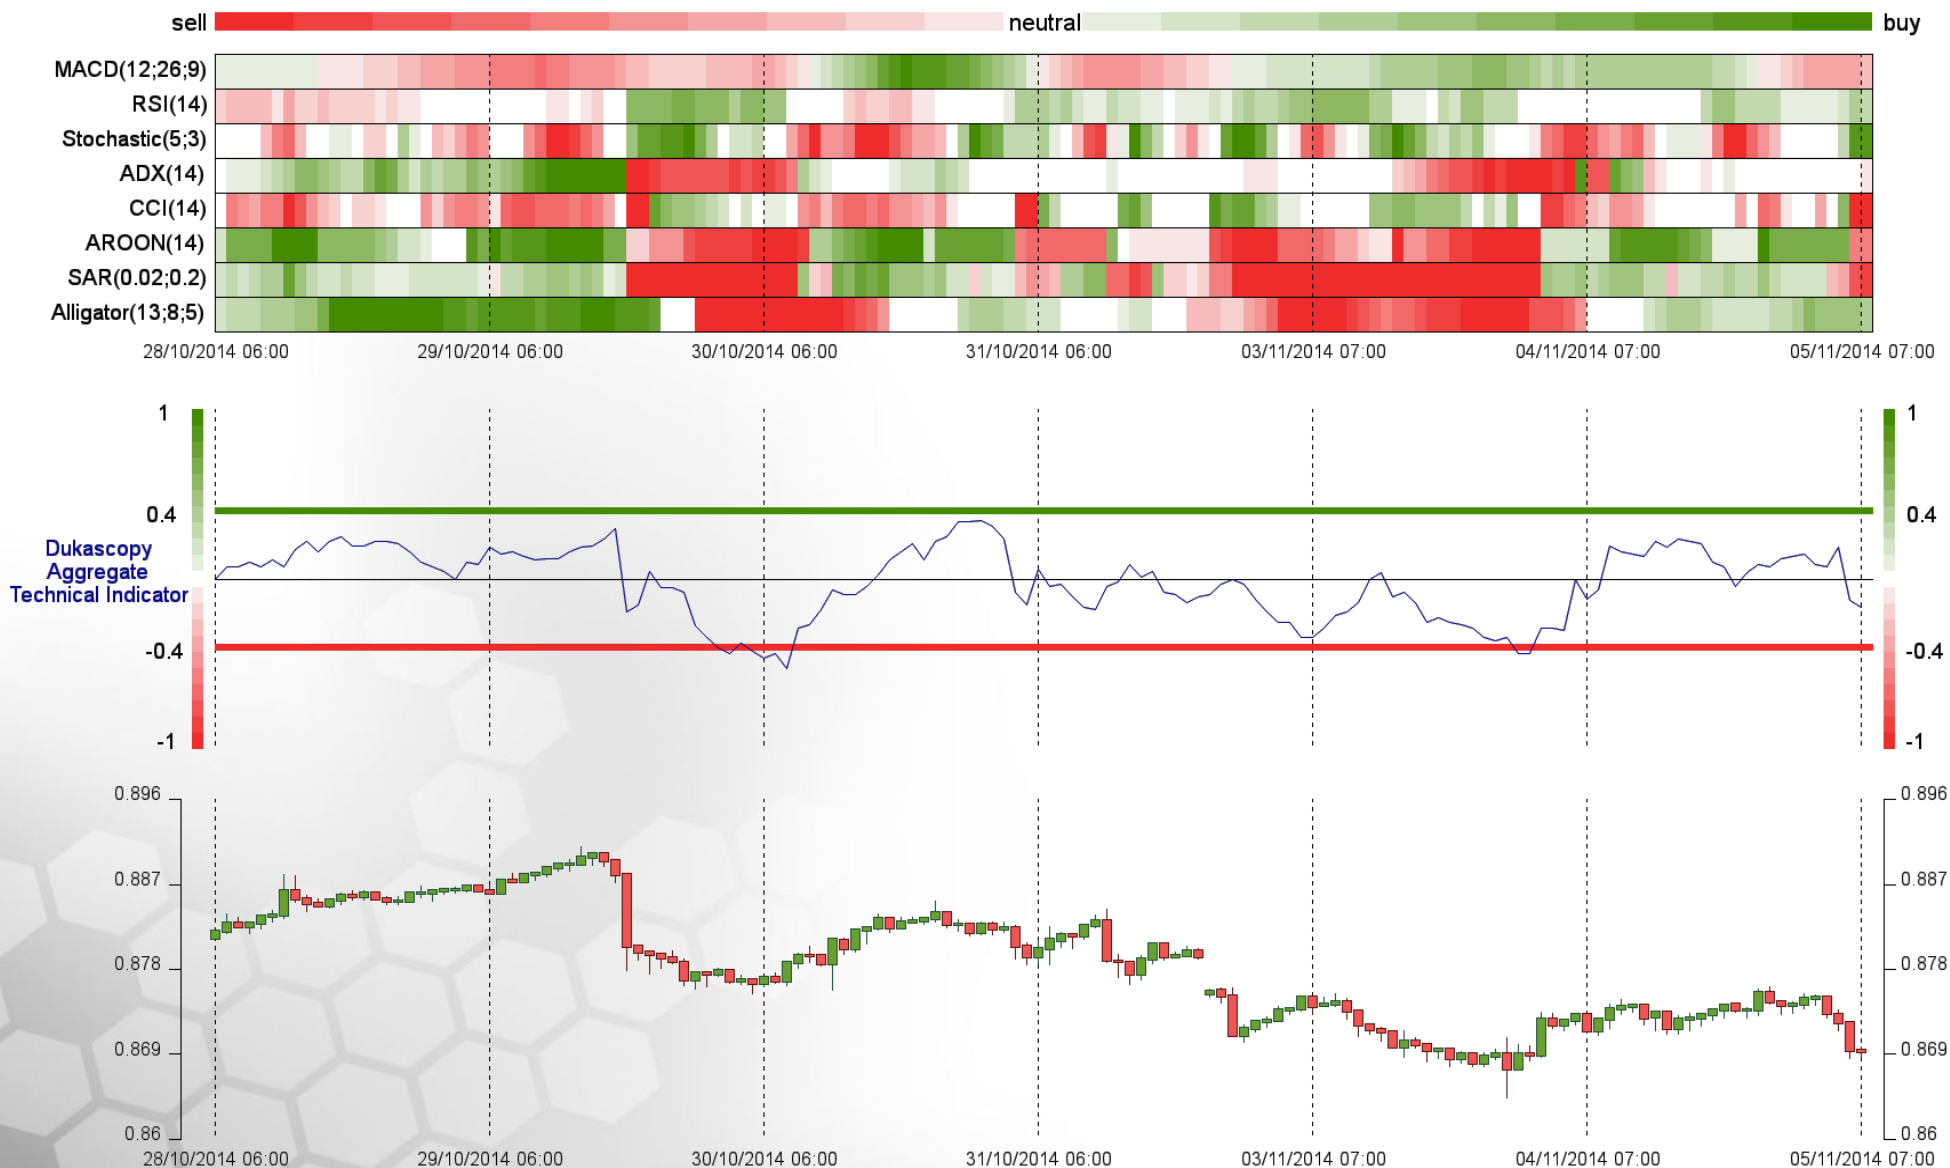 sell neutral buy
MACD(12;26;9)
RSI(14)
Stochastic(5;3)
ADX(14)
CCI(14)
AROON(14)
SAR(0.02;0.2)
Alligator(13;8;5)
28/10/2014 06:00 29/10/2014 06:00 30/10/2014 06:00 31/10/2014 06:00 03/11/2014 07:00 04/11/2014 07:00 05/11/2014 07:00
1 1
0.4 0.4
Dukascopy
Aggregate
Technical Indicator
-0.4 -0.4
-1 -1
0.896 0.896
0.887 0.887
0.878 0.878
0.869 0.869
0.86 0.86
28/10/2014 06:00 29/10/2014 06:00 30/10/2014 06:00 31/10/2014 06:00 03/11/2014 07:00 04/11/2014 07:00 05/11/2014 07:00